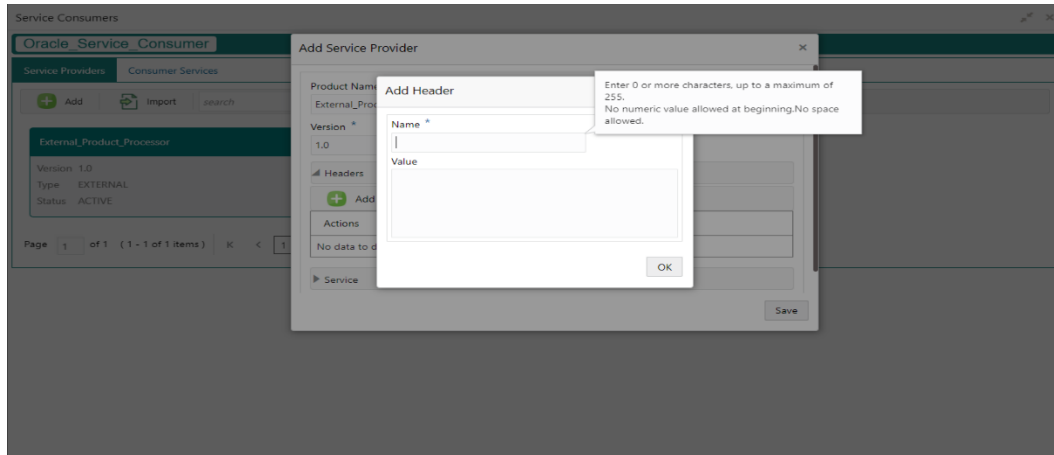 Service Consumers
Oracle_Service_Consumer
Service Providers Consumer Services
Add Import search
External_Product_Processor
Version 1.0
Type EXTERNAL
Status ACTIVE
Page 1 of 1 (1 - 1 of 1 items) K < 1
Add Service Provider ×
Product Name
External_Proc
Version *
1.0
Headers
Add
Actions
No data to d
Service
Save
Add Header
Name *
Value
OK
Enter 0 or more characters, up to a maximum of
255.
No numeric value allowed at beginning.No space
allowed.